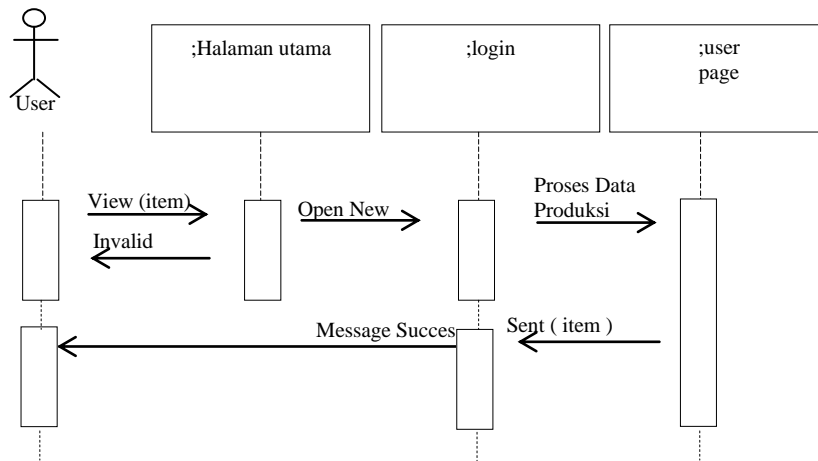 ;Halaman utama
;login
;user
page
User
View (item)
Open New
Proses Data
Produksi
Invalid
Message Succes
Sent ( item )